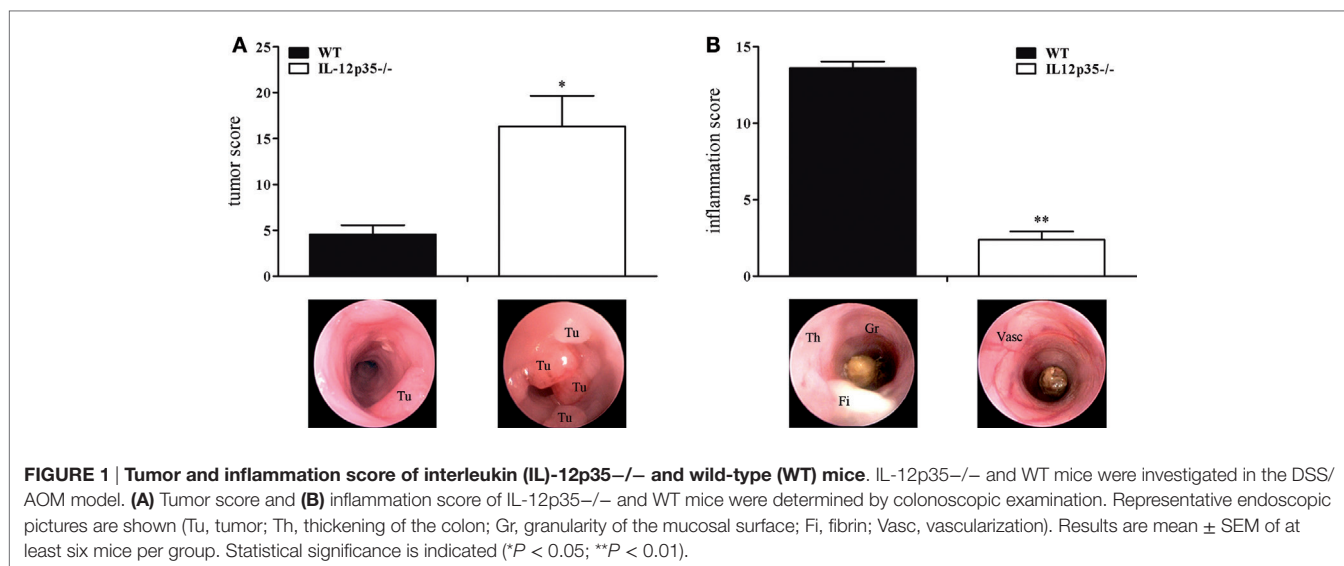 A
25
20
15
10
5
0
tumor score
WT
IL-12p35-/-
*
B
15
10
5
0
inflammation score
WT
IL12p35-/-
**
Tu
Tu
Tu
Tu
Tu
Th
Gr
Fi
Vasc
FIGURE 1 | Tumor and inflammation score of interleukin (IL)-12p35−/− and wild-type (WT) mice. IL-12p35−/− and WT mice were investigated in the DSS/
AOM model. (A) Tumor score and (B) inflammation score of IL-12p35−/− and WT mice were determined by colonoscopic examination. Representative endoscopic
pictures are shown (Tu, tumor; Th, thickening of the colon; Gr, granularity of the mucosal surface; Fi, fibrin; Vasc, vascularization). Results are mean ± SEM of at
least six mice per group. Statistical significance is indicated (*P < 0.05; **P < 0.01).